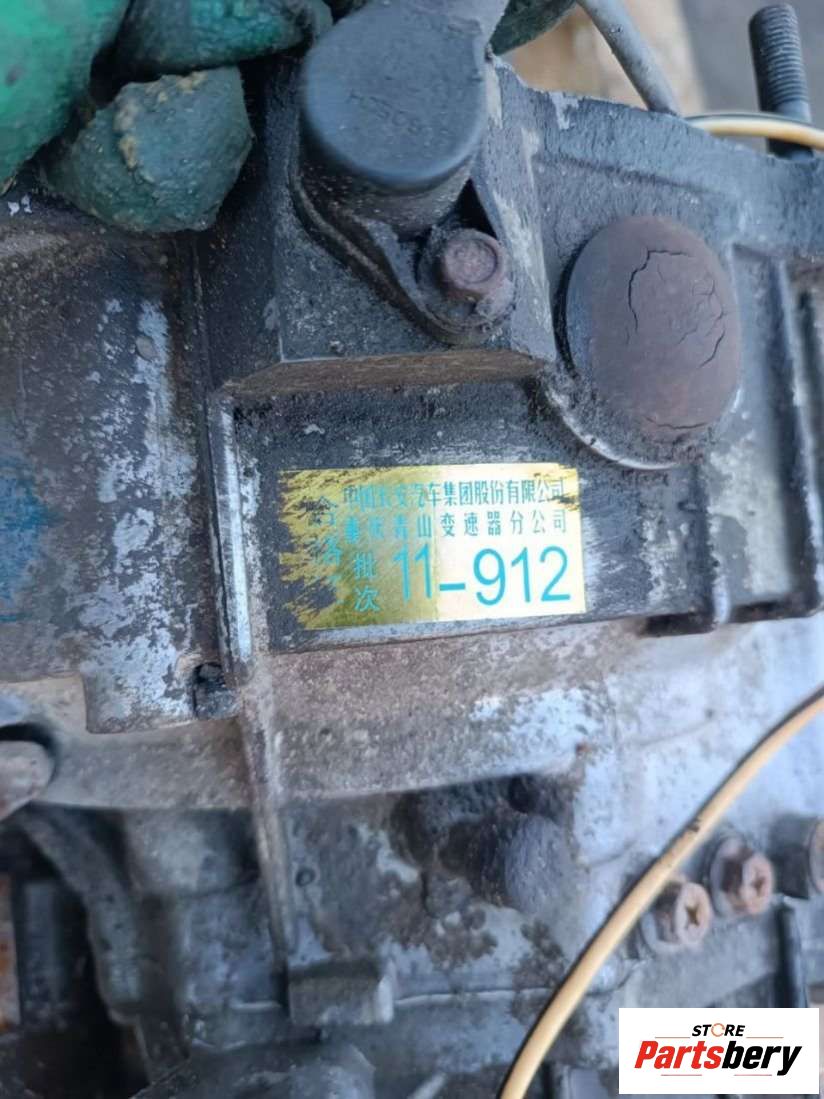 中国长安汽车集团股份有限公司
重庆青山变速器分公司
合格
批次
11-912
STORE
Partsbery